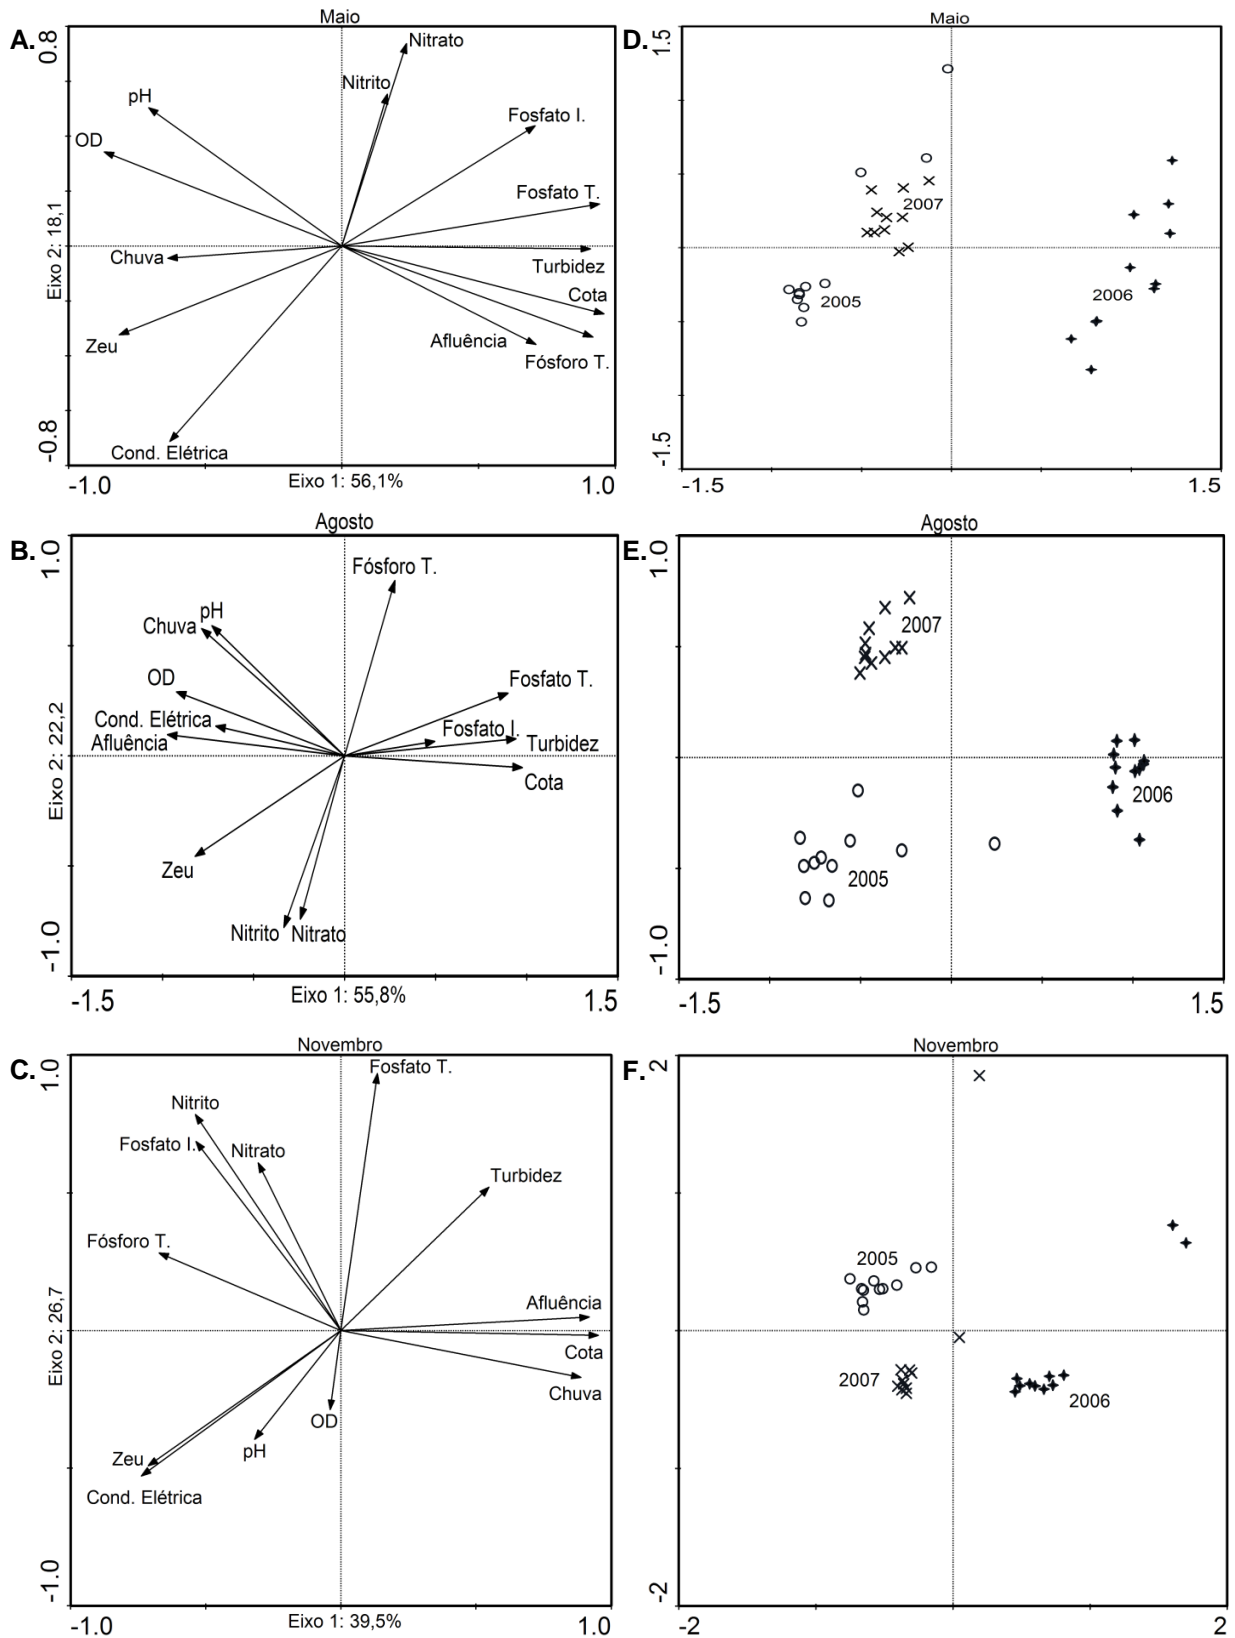 Maio
A.
0.8
Nitrato
Nitrito
pH
Fosfato I.
OD
Fosfato T.
Chuva
Turbidez
Cota
Afluência
Zeu
Fósforo T.
Cond. Elétrica
Eixo 2: 18,1
-0.8
-1.0
Eixo 1: 56,1%
1.0
Maio
D.
1.5
2007
2005
2006
-1.5
-1.5
1.5
Agosto
B.
1.0
Fósforo T.
pH
Chuva
OD
Fosfato T.
Cond. Elétrica
Fosfato I.
Afluência
Turbidez
Cota
Zeu
Nitrito
Nitrato
Eixo 2: 22,2
-1.0
-1.5
Eixo 1: 55,8%
1.5
Agosto
E.
1.0
2007
2006
2005
-1.0
-1.5
1.5
Novembro
C.
1.0
Fosfato T.
Nitrito
Fosfato I.
Nitrato
Turbidez
Fósforo T.
Afluência
Cota
Chuva
OD
pH
Zeu
Cond. Elétrica
Eixo 2: 26,7
-1.0
-1.0
Eixo 1: 39,5%
1.0
Novembro
F.
2
2005
2007
2006
-2
-2
2